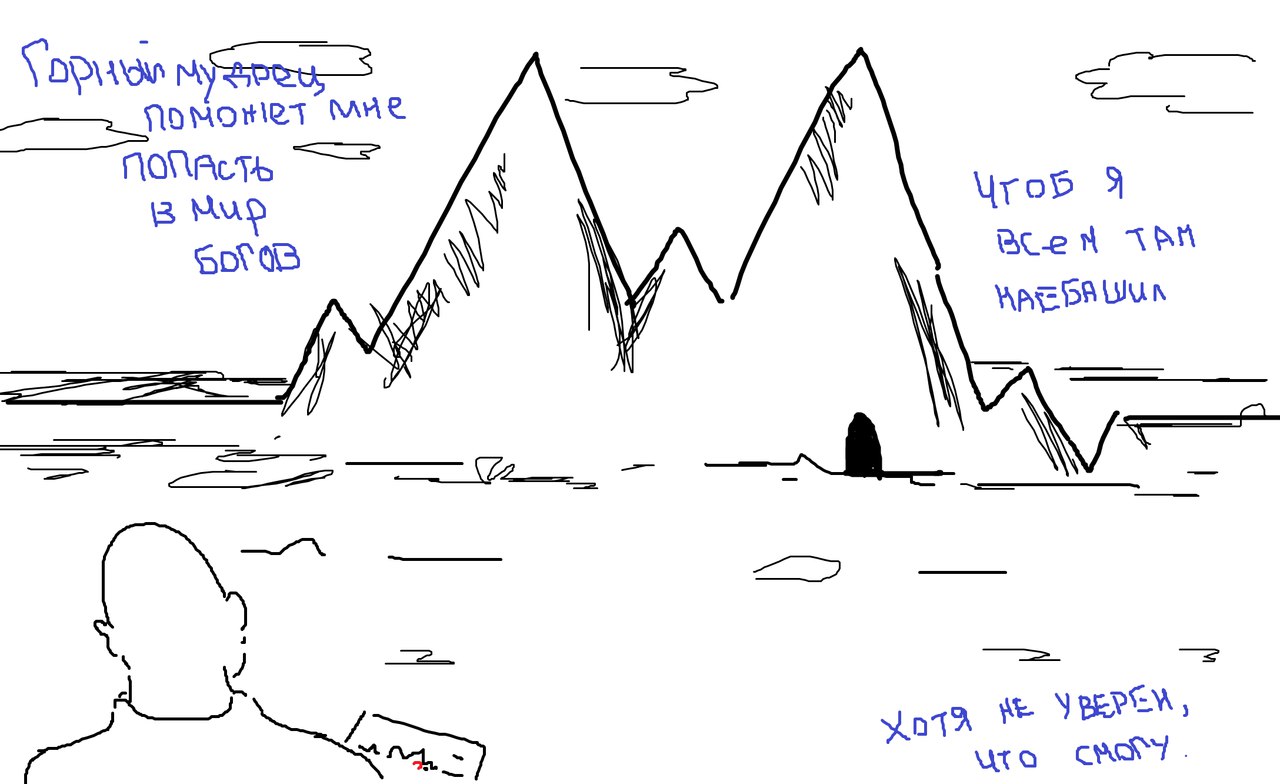 Горный мудрец
поможет мне
попасть
в мир
богов
чтоб я
всем там
наебашил
Хотя не уверен,
что смогу.